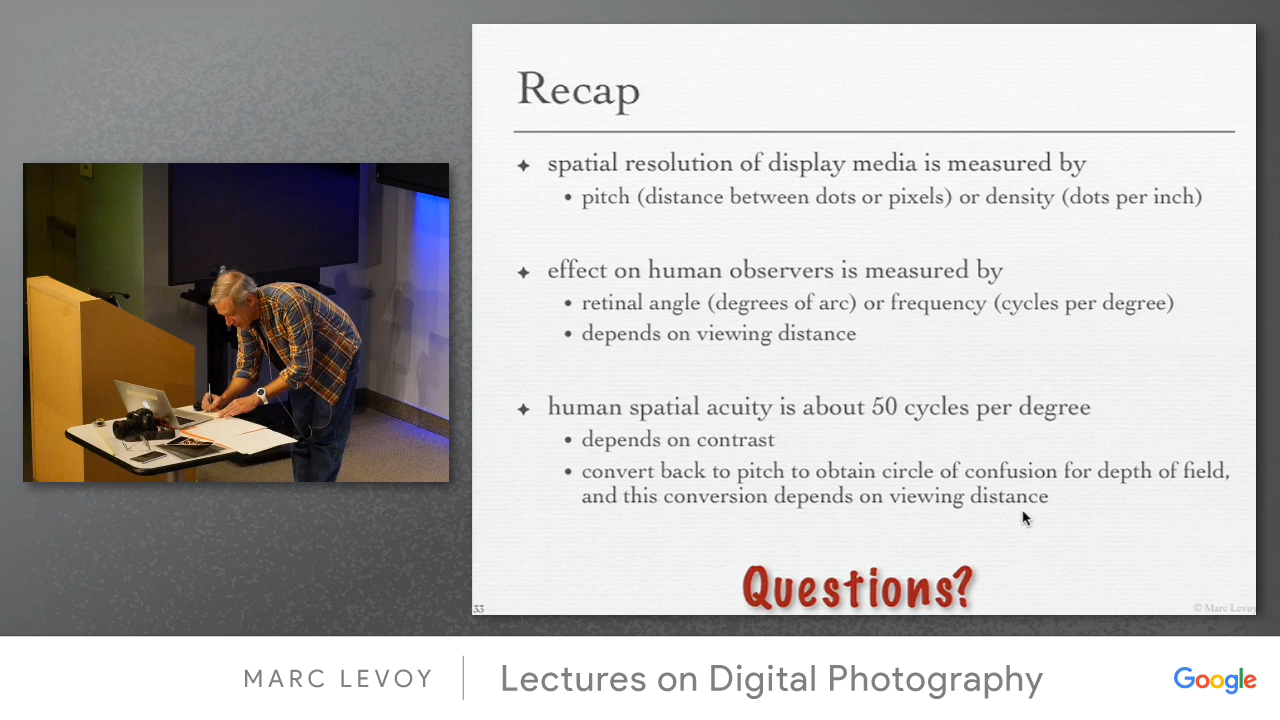 Recap
✦ spatial resolution of display media is measured by
• pitch (distance between dots or pixels) or density (dots per inch)
✦ effect on human observers is measured by
• retinal angle (degrees of arc) or frequency (cycles per degree)
• depends on viewing distance
✦ human spatial acuity is about 50 cycles per degree
• depends on contrast
• convert back to pitch to obtain circle of confusion for depth of field,
and this conversion depends on viewing distance
Questions?
33
© Marc Levoy
MARC LEVOY
Lectures on Digital Photography
Google